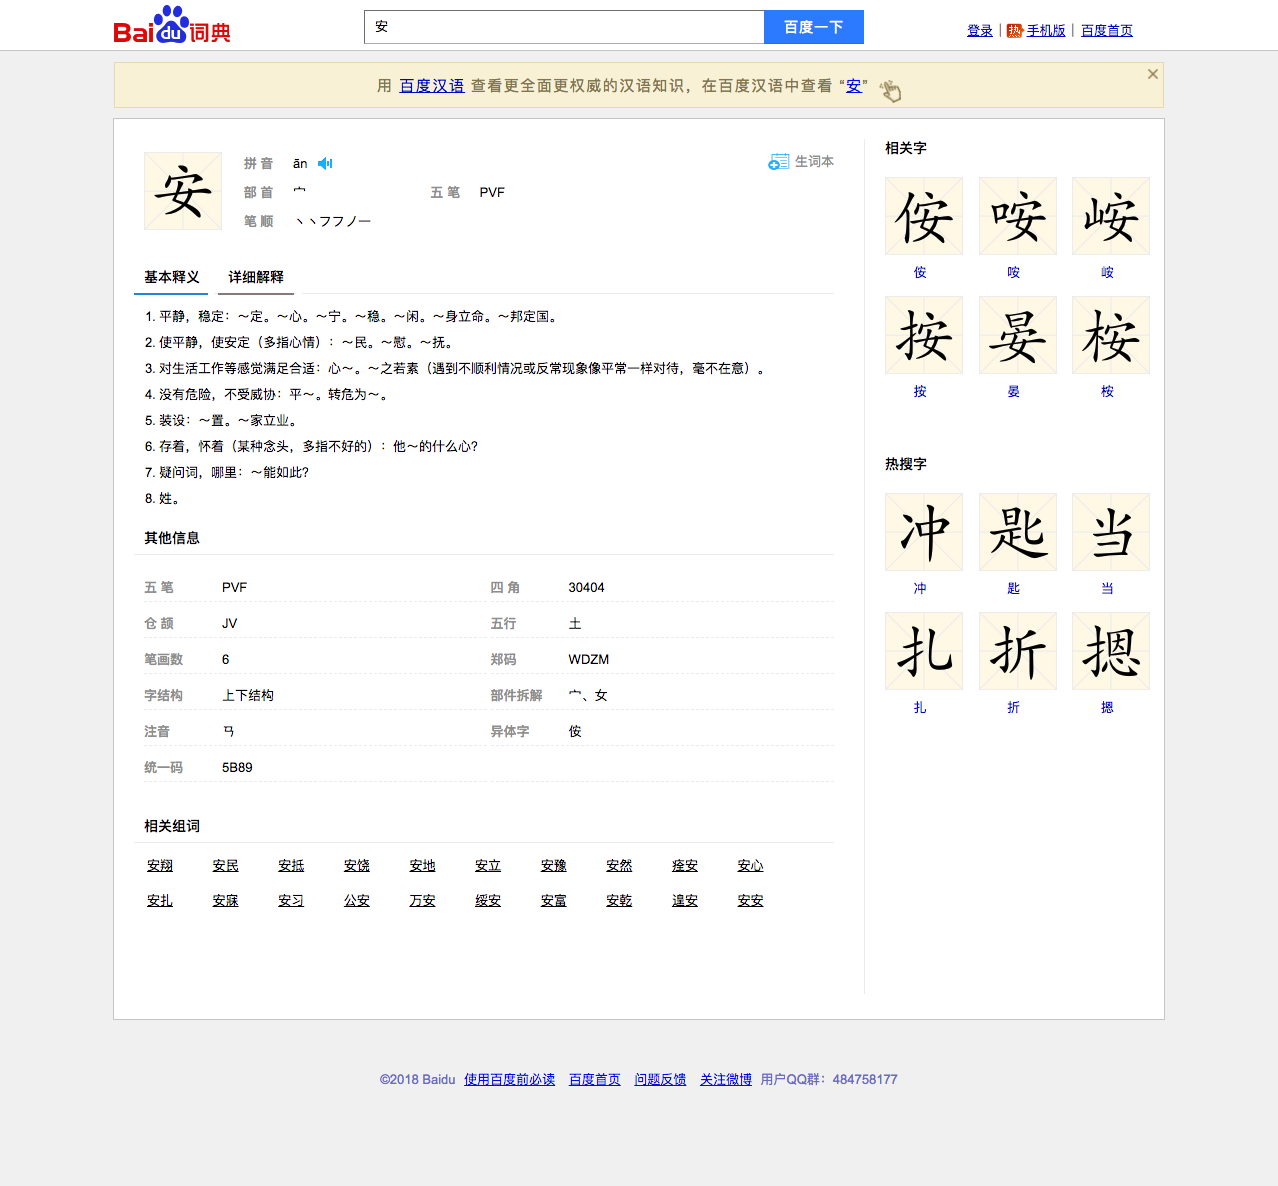 Baidu词典
安
百度一下
登录 | 热 手机版 | 百度首页
用 百度汉语 查看更全面更权威的汉语知识，在百度汉语中查看 “安”
安
拼音 ān
生词本
部首 宀 五笔 PVF
笔顺 丶丶フフノ一
基本释义 详细解释
1. 平静，稳定：～定。～心。～宁。～稳。～闲。～身立命。～邦定国。
2. 使平静，使安定（多指心情）：～民。～慰。～抚。
3. 对生活工作等感觉满足合适：心～。～之若素（遇到不顺利情况或反常现象像平常一样对待，毫不在意）。
4. 没有危险，不受威协：平～。转危为～。
5. 装设：～置。～家立业。
6. 存着，怀着（某种念头，多指不好的）：他～的什么心？
7. 疑问词，哪里：～能如此？
8. 姓。
其他信息
五笔 PVF 四角 30404
仓颉 JV 五行 土
笔画数 6 郑码 WDZM
字结构 上下结构 部件拆解 宀、女
注音 ㄢ 异体字 侒
统一码 5B89
相关组词
安翔 安民 安抵 安饶 安地 安立 安豫 安然 痊安 安心
安扎 安寐 安习 公安 万安 绥安 安富 安乾 遑安 安安
相关字
侒 咹 峖
侒 咹 峖
按 晏 桉
按 晏 桉
热搜字
冲 匙 当
冲 匙 当
扎 折 摁
扎 折 摁
©2018 Baidu 使用百度前必读 百度首页 问题反馈 关注微博 用户QQ群：484758177